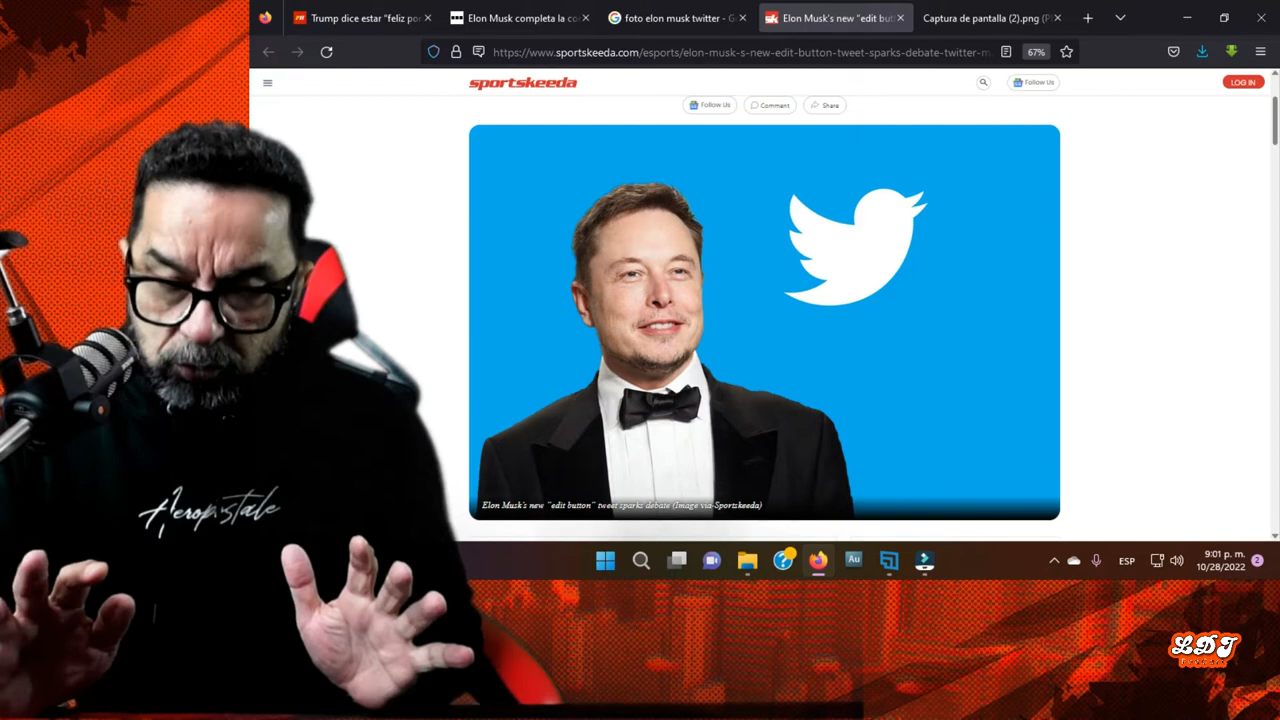 Trump dice estar "feliz por
Elon Musk completa la co
foto elon musk twitter - G
Elon Musk's new "edit but
Captura de pantalla (2).png (P
https://www.sportskeeda.com/esports/elon-musk-s-new-edit-button-tweet-sparks-debate-twitter-m
67%
sportskeeda
Follow Us
LOG IN
Follow Us
Comment
Share
Elon Musk's new "edit button" tweet sparks debate (Image via-Sportskeeda)
Aeropostale
Au
ESP
9:01 p. m.
10/28/2022
2
LDT